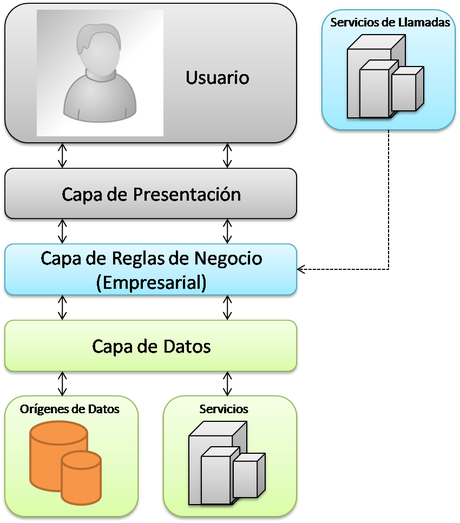 Usuario
Servicios de Llamadas
Capa de Presentación
Capa de Reglas de Negocio
(Empresarial)
Capa de Datos
Orígenes de Datos
Servicios